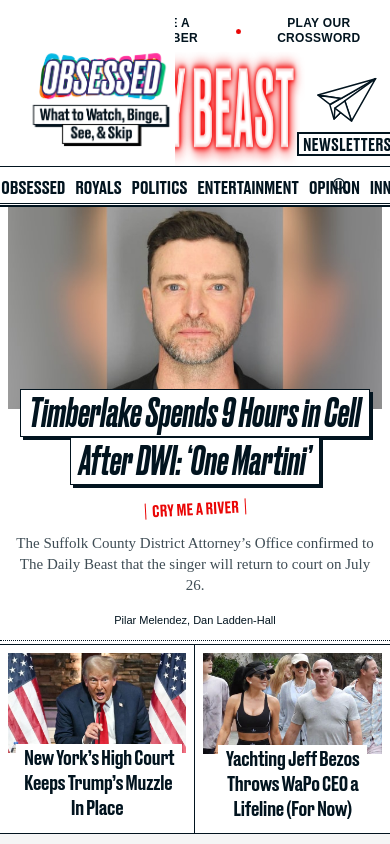 E A
BER
PLAY OUR
CROSSWORD
OBSESSED
What to Watch, Binge,
See, & Skip
Y BEAST
NEWSLETTERS
OBSESSED ROYALS POLITICS ENTERTAINMENT OPINION INN
Timberlake Spends 9 Hours in Cell
After DWI: ‘One Martini’
CRY ME A RIVER
The Suffolk County District Attorney’s Office confirmed to
The Daily Beast that the singer will return to court on July
26.
Pilar Melendez, Dan Ladden-Hall
New York’s High Court
Keeps Trump’s Muzzle
In Place
Yachting Jeff Bezos
Throws WaPo CEO a
Lifeline (For Now)